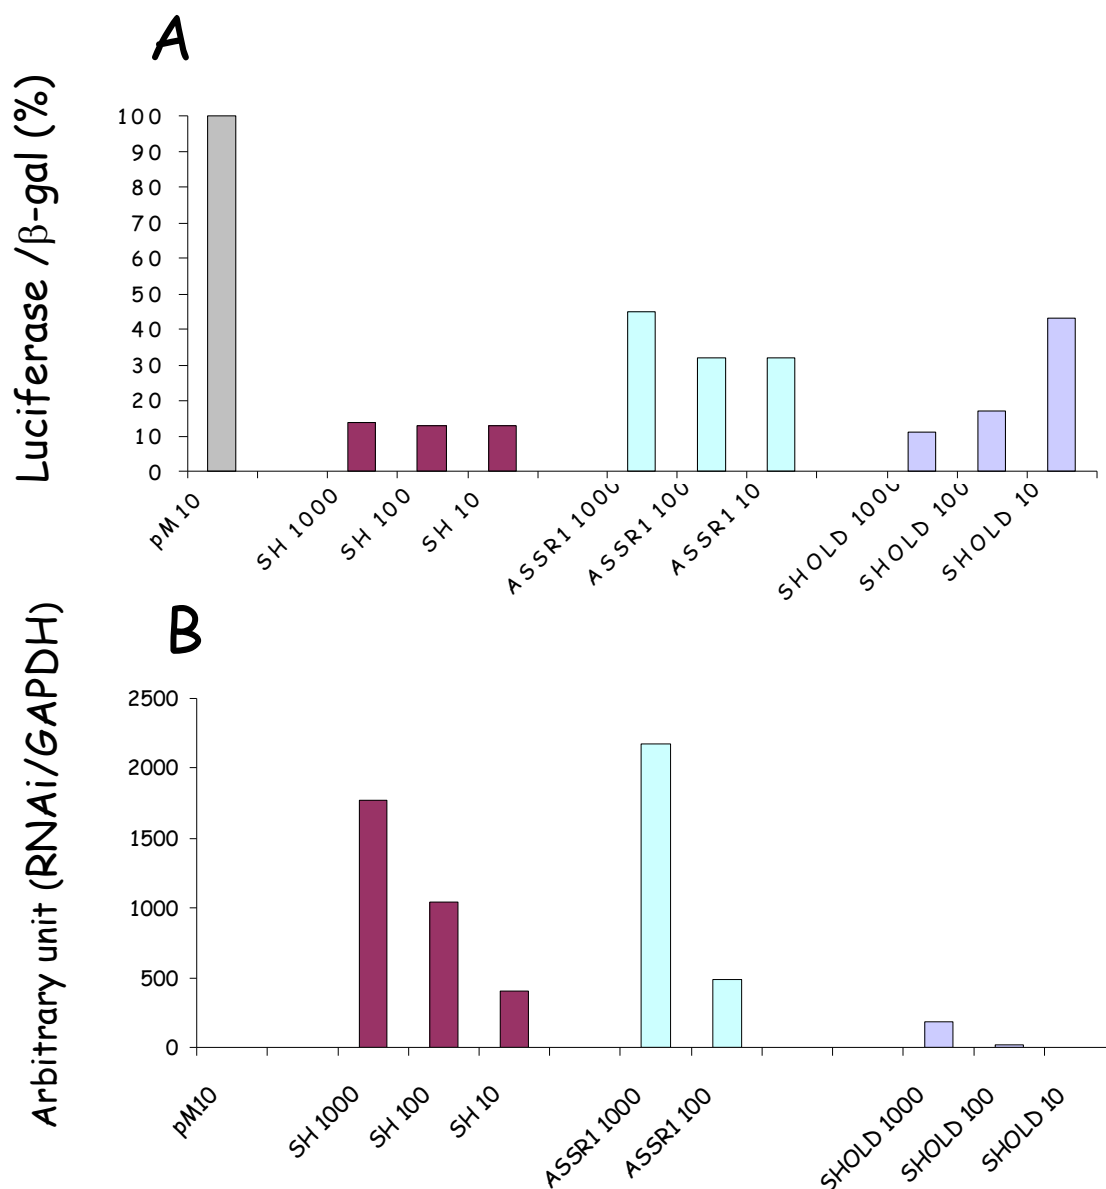 A
Luciferase /β-gal (%)
100
90
80
70
60
50
40
30
20
10
0
pM10
SH 1000
SH 100
SH 10
ASSR1 1000
ASSR1 100
ASSR1 10
SHOLD 1000
SHOLD 100
SHOLD 10
B
Arbitrary unit (RNAi/GAPDH)
2500
2000
1500
1000
500
0
pM10
SH 1000
SH 100
SH 10
ASSR1 1000
ASSR1 100
SHOLD 1000
SHOLD 100
SHOLD 10